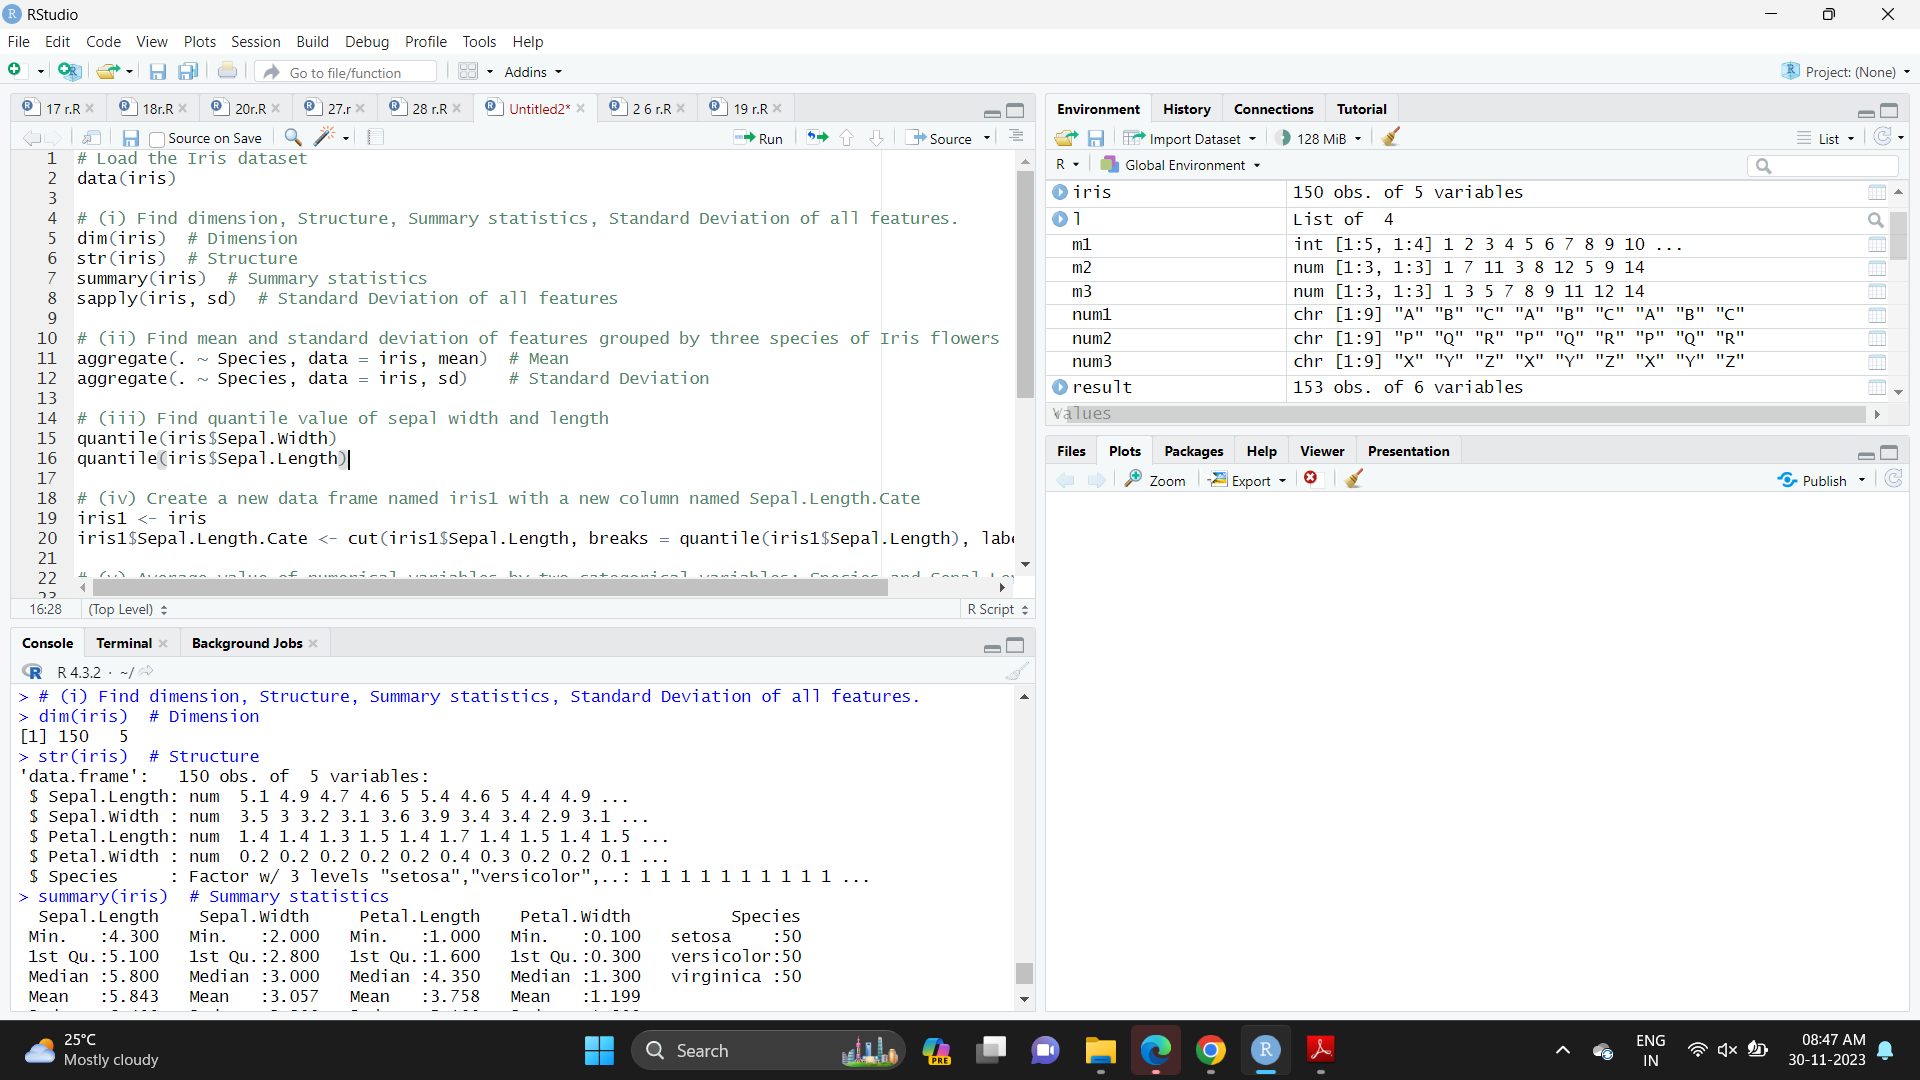 RStudio
File Edit Code View Plots Session Build Debug Profile Tools Help
Go to file/function Addins Project: (None)
17 r.R 18r.R 20r.R 27.r 28 r.R Untitled2* 2 6 r.R 19 r.R
Source on Save Run Source
1 # Load the Iris dataset
2 data(iris)
3
4 # (i) Find dimension, Structure, Summary statistics, Standard Deviation of all features.
5 dim(iris) # Dimension
6 str(iris) # Structure
7 summary(iris) # Summary statistics
8 sapply(iris, sd) # Standard Deviation of all features
9
10 # (ii) Find mean and standard deviation of features grouped by three species of Iris flowers
11 aggregate(. ~ Species, data = iris, mean) # Mean
12 aggregate(. ~ Species, data = iris, sd) # Standard Deviation
13
14 # (iii) Find quantile value of sepal width and length
15 quantile(iris$Sepal.Width)
16 quantile(iris$Sepal.Length)
17
18 # (iv) Create a new data frame named iris1 with a new column named Sepal.Length.Cate
19 iris1 <- iris
20 iris1$Sepal.Length.Cate <- cut(iris1$Sepal.Length, breaks = quantile(iris1$Sepal.Length), labe
21
22 # (v) Average value of numerical variables by two categorical variables: Species and Sepal.Le
23
16:28 (Top Level) R Script
Console Terminal Background Jobs
R 4.3.2 · ~/
> # (i) Find dimension, Structure, Summary statistics, Standard Deviation of all features.
> dim(iris) # Dimension
[1] 150 5
> str(iris) # Structure
'data.frame': 150 obs. of 5 variables:
$ Sepal.Length: num 5.1 4.9 4.7 4.6 5 5.4 4.6 5 4.4 4.9 ...
$ Sepal.Width : num 3.5 3 3.2 3.1 3.6 3.9 3.4 3.4 2.9 3.1 ...
$ Petal.Length: num 1.4 1.4 1.3 1.5 1.4 1.7 1.4 1.5 1.4 1.5 ...
$ Petal.Width : num 0.2 0.2 0.2 0.2 0.2 0.4 0.3 0.2 0.2 0.1 ...
$ Species : Factor w/ 3 levels "setosa","versicolor",..: 1 1 1 1 1 1 1 1 1 1 ...
> summary(iris) # Summary statistics
Sepal.Length Sepal.Width Petal.Length Petal.Width Species
Min. :4.300 Min. :2.000 Min. :1.000 Min. :0.100 setosa :50
1st Qu.:5.100 1st Qu.:2.800 1st Qu.:1.600 1st Qu.:0.300 versicolor:50
Median :5.800 Median :3.000 Median :4.350 Median :1.300 virginica :50
Mean :5.843 Mean :3.057 Mean :3.758 Mean :1.199
Environment History Connections Tutorial
Import Dataset 128 MiB List
R Global Environment
iris 150 obs. of 5 variables
l List of 4
m1 int [1:5, 1:4] 1 2 3 4 5 6 7 8 9 10 ...
m2 num [1:3, 1:3] 1 7 11 3 8 12 5 9 14
m3 num [1:3, 1:3] 1 3 5 7 8 9 11 12 14
num1 chr [1:9] "A" "B" "C" "A" "B" "C" "A" "B" "C"
num2 chr [1:9] "P" "Q" "R" "P" "Q" "R" "P" "Q" "R"
num3 chr [1:9] "X" "Y" "Z" "X" "Y" "Z" "X" "Y" "Z"
result 153 obs. of 6 variables
Values
Files Plots Packages Help Viewer Presentation
Zoom Export Publish
25°C
Mostly cloudy
Search
PRE
ENG
IN
08:47 AM
30-11-2023